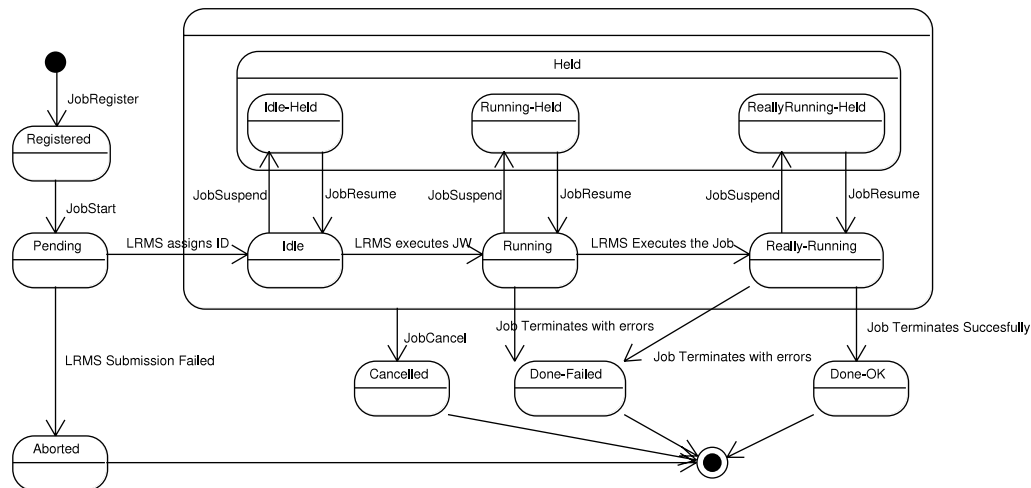 Held
JobRegister
Idle-Held
Running-Held
ReallyRunning-Held
Registered
JobSuspend
JobResume
JobSuspend
JobResume
JobSuspend
JobResume
JobStart
Pending
LRMS assigns ID
Idle
LRMS executes JW
Running
LRMS Executes the Job
Really-Running
Job Terminates with errors
Job Terminates Succesfully
JobCancel
LRMS Submission Failed
Job Terminates with errors
Cancelled
Done-Failed
Done-OK
Aborted